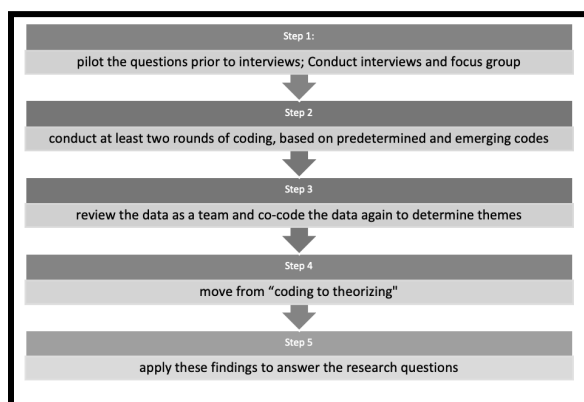 Step 1:
pilot the questions prior to interviews; Conduct interviews and focus group
Step 2
conduct at least two rounds of coding, based on predetermined and emerging codes
Step 3
review the data as a team and co-code the data again to determine themes
Step 4
move from “coding to theorizing"
Step 5
apply these findings to answer the research questions